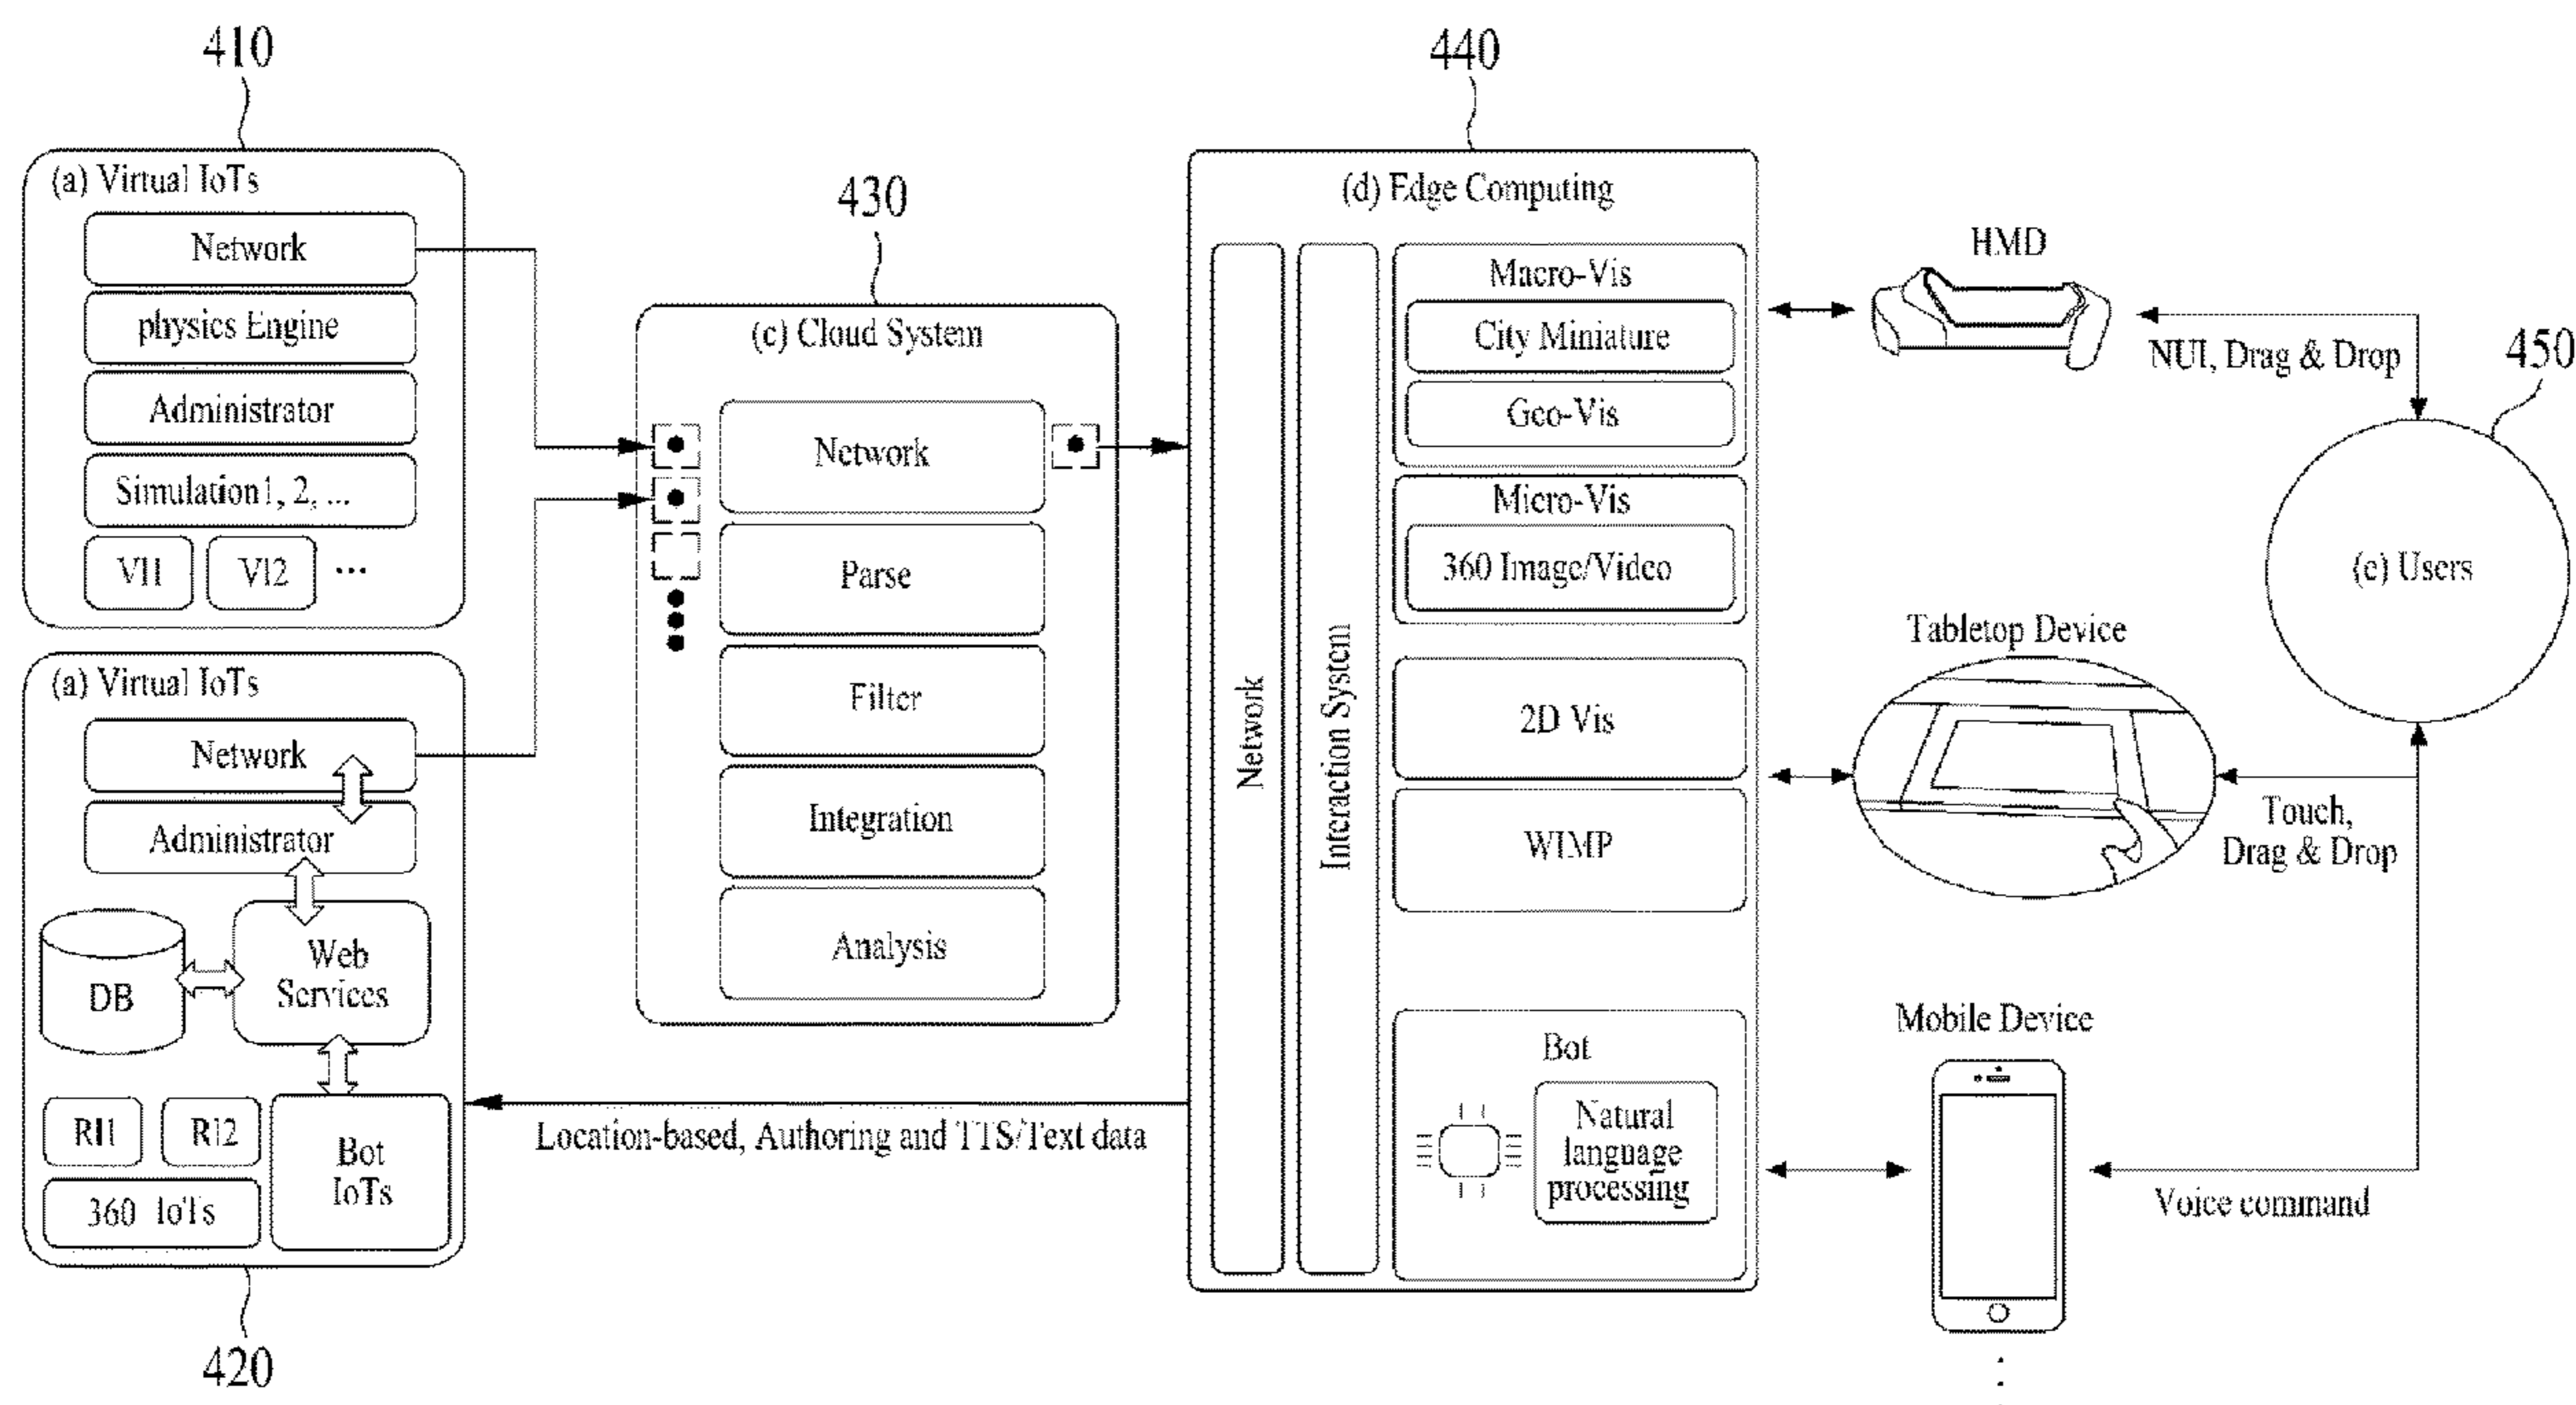 410
(a) Virtual IoTs
Network
physics Engine
Administrator
Simulation1, 2, ...
VI1
VI2
...
(a) Virtual IoTs
Network
Administrator
DB
Web
Services
RI1
RI2
360 IoTs
Bot
IoTs
420
430
(c) Cloud System
Network
Parse
Filter
Integration
Analysis
Location-based, Authoring and TTS/Text data
440
(d) Edge Computing
Network
Interaction System
Macro-Vis
City Miniature
Geo-Vis
Micro-Vis
360 Image/Video
2D Vis
WIMP
Bot
Natural
language
processing
HMD
NUI, Drag & Drop
450
(e) Users
Tabletop Device
Touch,
Drag & Drop
Mobile Device
Voice command